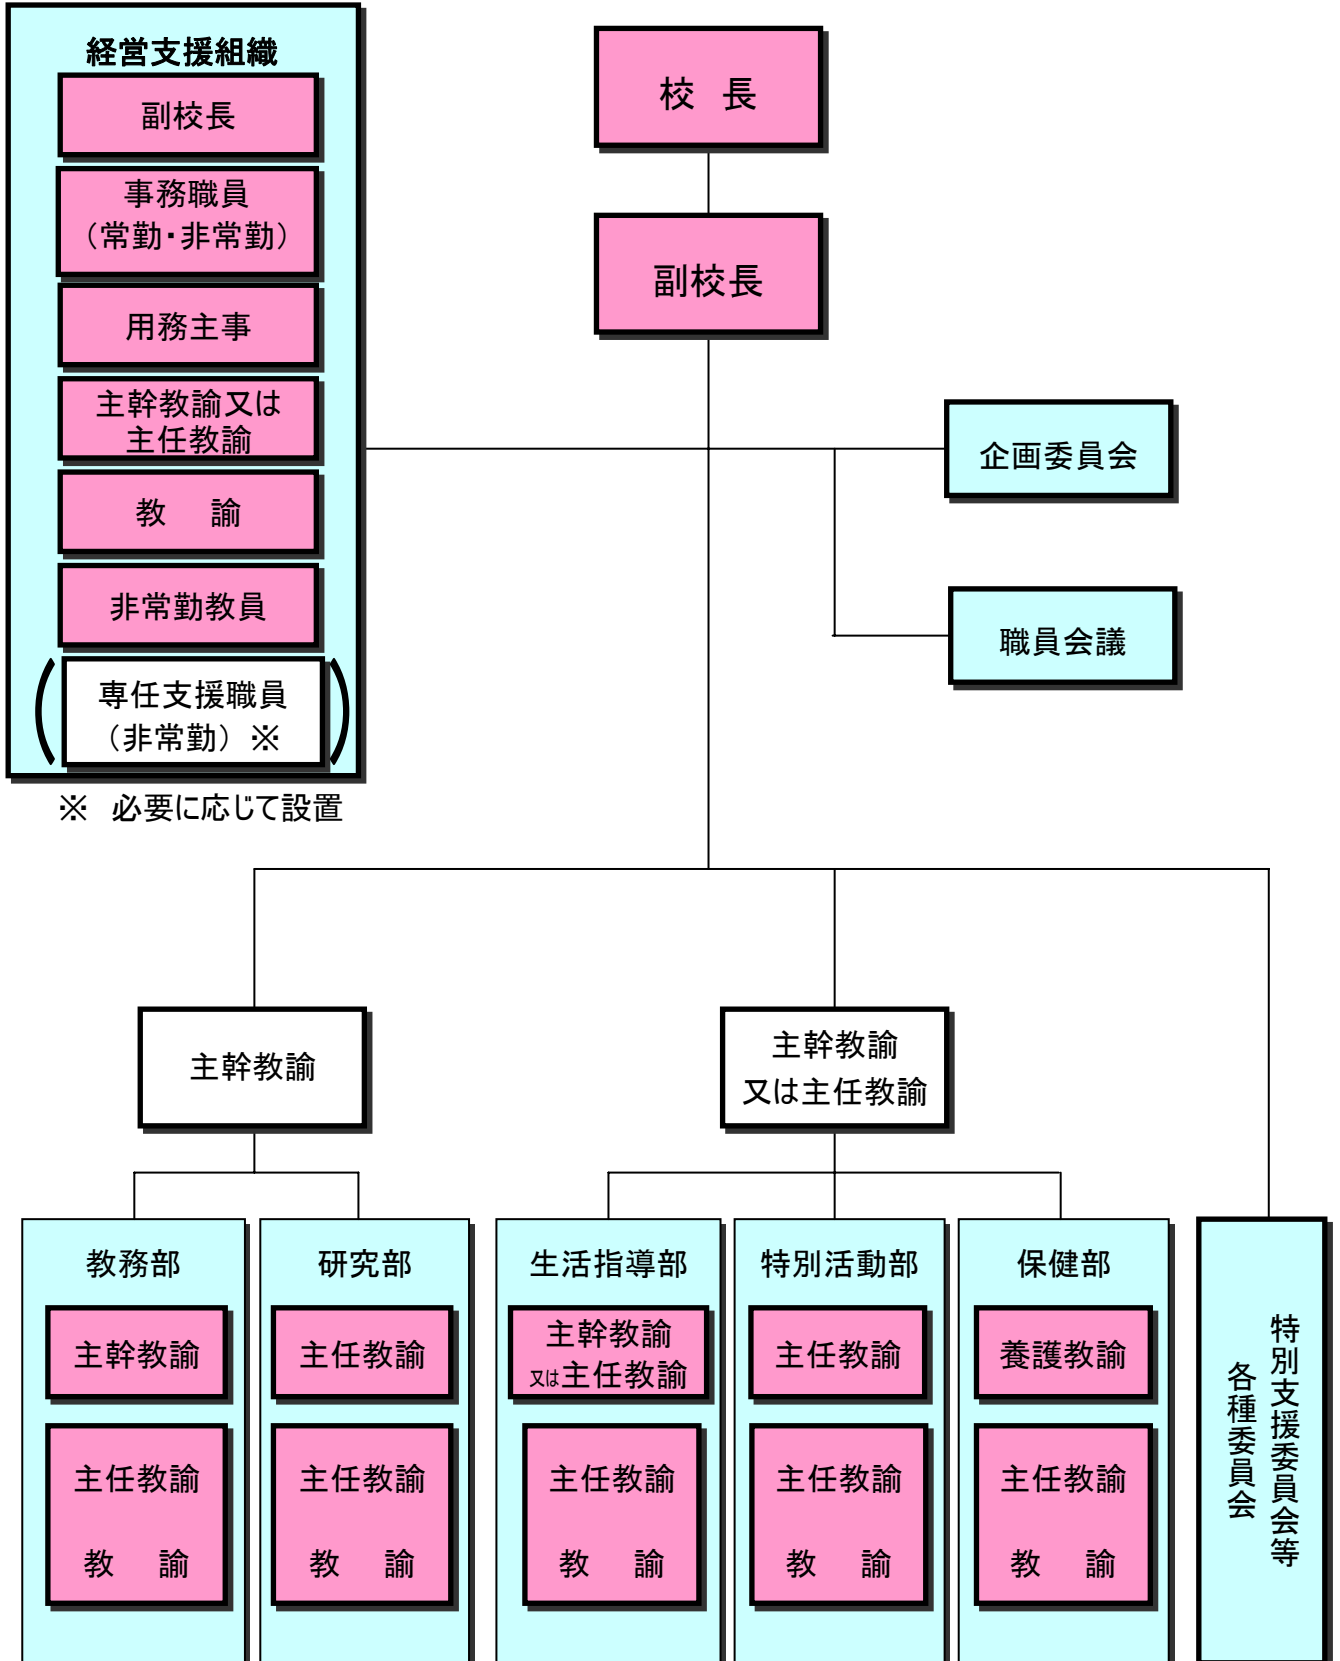 経営支援組織
副校長
事務職員
（常勤・非常勤）
用務主事
主幹教諭又は
主任教諭
教　諭
非常勤教員
専任支援職員
（非常勤）※
※　必要に応じて設置
校　長
副校長
企画委員会
職員会議
主幹教諭
主幹教諭
又は主任教諭
教務部
主幹教諭
主任教諭
教　諭
研究部
主任教諭
主任教諭
教　諭
生活指導部
主幹教諭
又は主任教諭
主任教諭
教　諭
特別活動部
主任教諭
主任教諭
教　諭
保健部
養護教諭
主任教諭
教　諭
特別支援委員会等
各種委員会